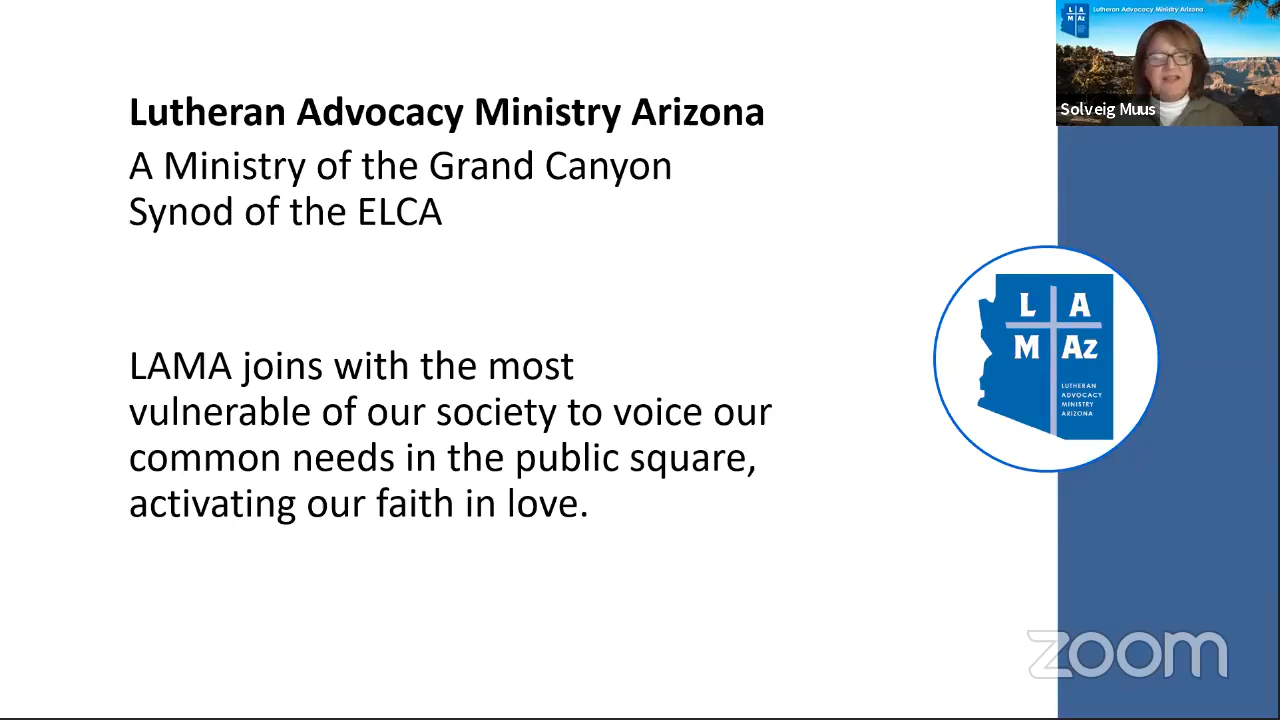 Lutheran Advocacy Ministry Arizona
A Ministry of the Grand Canyon
Synod of the ELCA
LAMA joins with the most
vulnerable of our society to voice our
common needs in the public square,
activating our faith in love.
L A
M Az
Lutheran Advocacy Ministry Arizona
Solveig Muus
L A
M Az
LUTHERAN
ADVOCACY
MINISTRY
ARIZONA
zoom